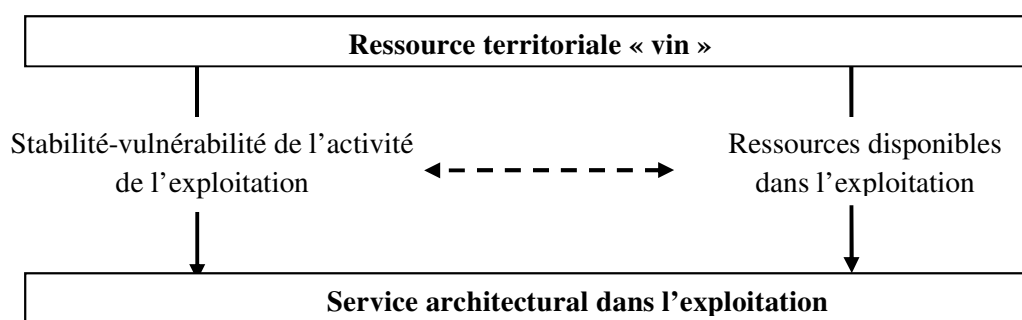 Ressource territoriale « vin »
Stabilité-vulnérabilité de l’activité
de l’exploitation
Ressources disponibles
dans l’exploitation
Service architectural dans l’exploitation